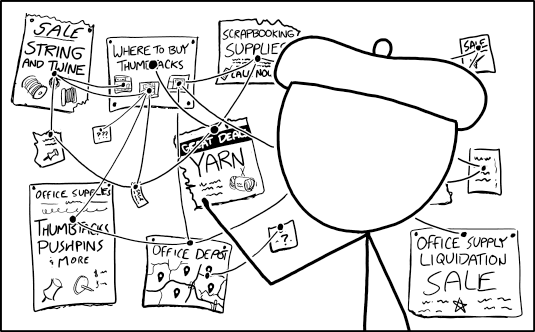 SALE
STRING
AND TWINE
WHERE TO BUY
THUMBTACKS
SCRAPBOOKING
SUPPLIES
CALL NOW
SALE
???
GREAT DEALS
YARN
OFFICE SUPPLIES
THUMBTACKS
PUSHPINS
& MORE
OFFICE DEPOT
?
OFFICE SUPPLY
LIQUIDATION
SALE